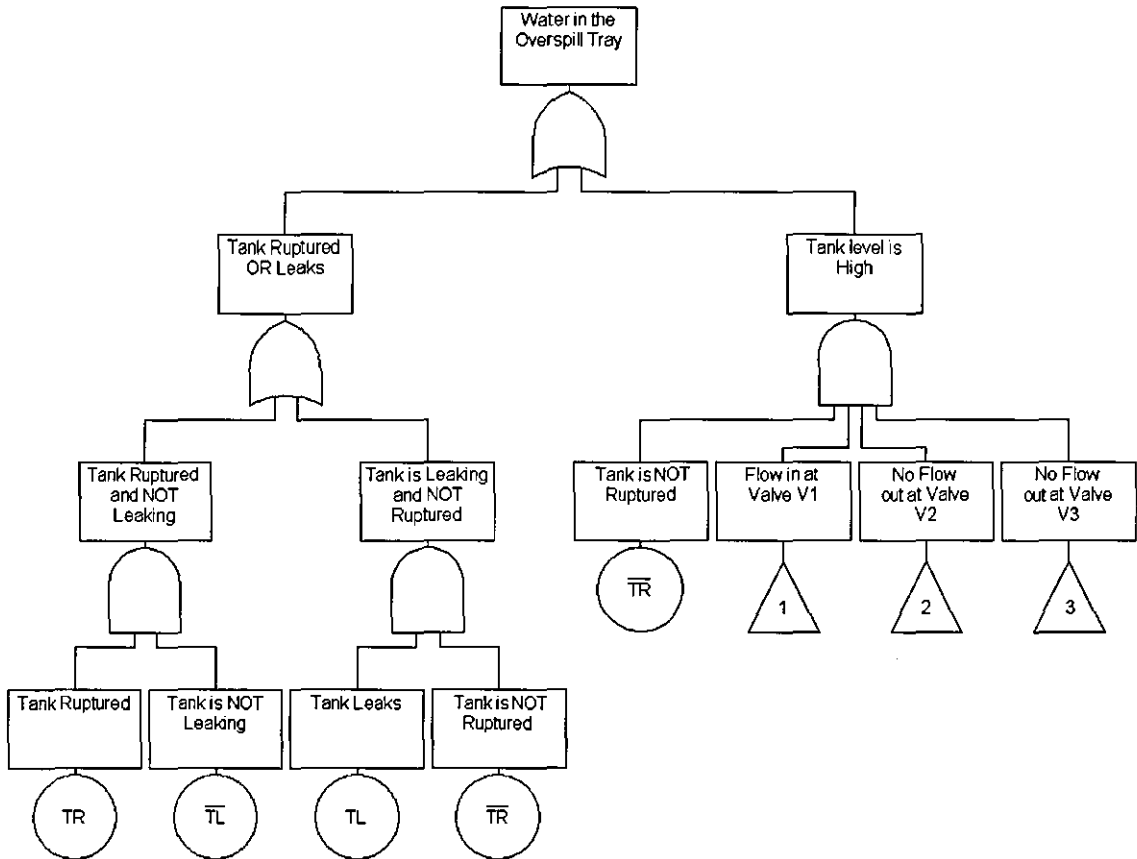 Water in the
Overspill Tray
Tank Ruptured
OR Leaks
Tank level is
High
Tank Ruptured
and NOT
Leaking
Tank is Leaking
and NOT
Ruptured
Tank is NOT
Ruptured
Flow in at
Valve V1
No Flow
out at Valve
V2
No Flow
out at Valve
V3
T̅R̅
1
2
3
Tank Ruptured
Tank is NOT
Leaking
Tank Leaks
Tank is NOT
Ruptured
TR
T̅L̅
TL
T̅R̅